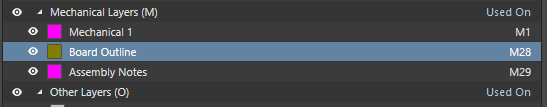 Mechanical Layers (M) Used On
Mechanical 1 M1
Board Outline M28
Assembly Notes M29
Other Layers (O) Used On